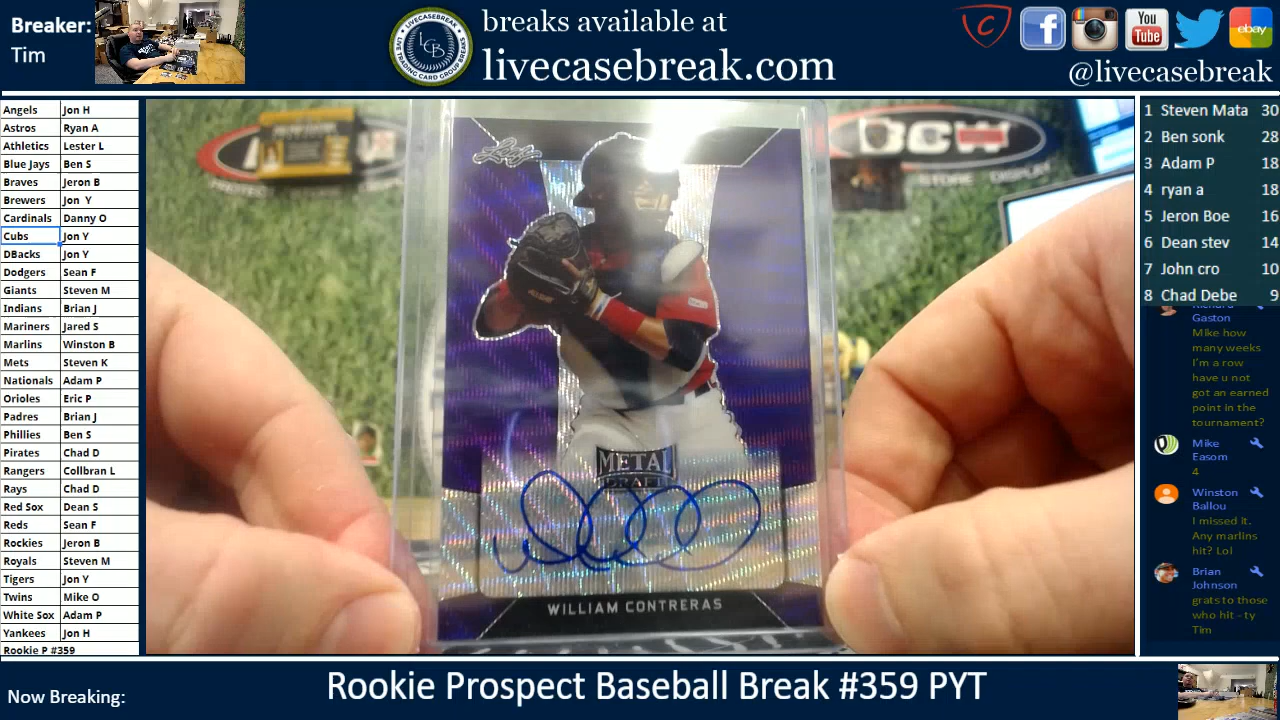 Breaker:
Tim
breaks available at
livecasebreak.com
@livecasebreak
You
Tube
ebay
LCB
Angels Jon H
Astros Ryan A
Athletics Lester L
Blue Jays Ben S
Braves Jeron B
Brewers Jon Y
Cardinals Danny O
Cubs Jon Y
DBacks Jon Y
Dodgers Sean F
Giants Steven M
Indians Brian J
Mariners Jared S
Marlins Winston B
Mets Steven K
Nationals Adam P
Orioles Eric P
Padres Brian J
Phillies Ben S
Pirates Chad D
Rangers Collbran L
Rays Chad D
Red Sox Dean S
Reds Sean F
Rockies Jeron B
Royals Steven M
Tigers Jon Y
Twins Mike O
White Sox Adam P
Yankees Jon H
Rookie P #359
Leaf
BCW
STORE DISPLAY
METAL
DRAFT
WILLIAM CONTRERAS
1 Steven Mata 30
2 Ben sonk 28
3 Adam P 18
4 ryan a 18
5 Jeron Boe 16
6 Dean stev 14
7 John cro 10
8 Chad Debe 9
Gaston
Mike how
many weeks
I'm a row
have u not
got an earned
point in the
tournament?
Mike
Easom
4
Winston
Ballou
I missed it.
Any marlins
hit? Lol
Brian
Johnson
grats to those
who hit - ty
Tim
Now Breaking:
Rookie Prospect Baseball Break #359 PYT